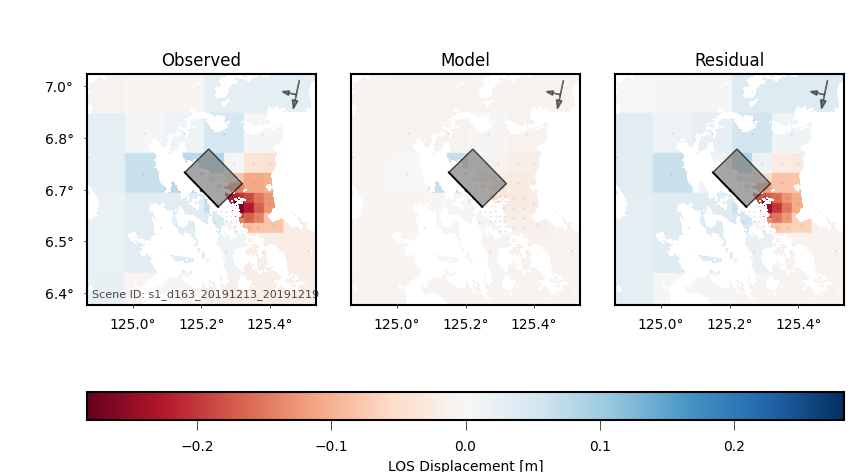 Observed Model Residual
7.0°
6.8°
6.7°
6.5°
6.4°
Scene ID: s1_d163_20191213_20191219
125.0° 125.2° 125.4° 125.0° 125.2° 125.4° 125.0° 125.2° 125.4°
−0.2 −0.1 0.0 0.1 0.2
LOS Displacement [m]